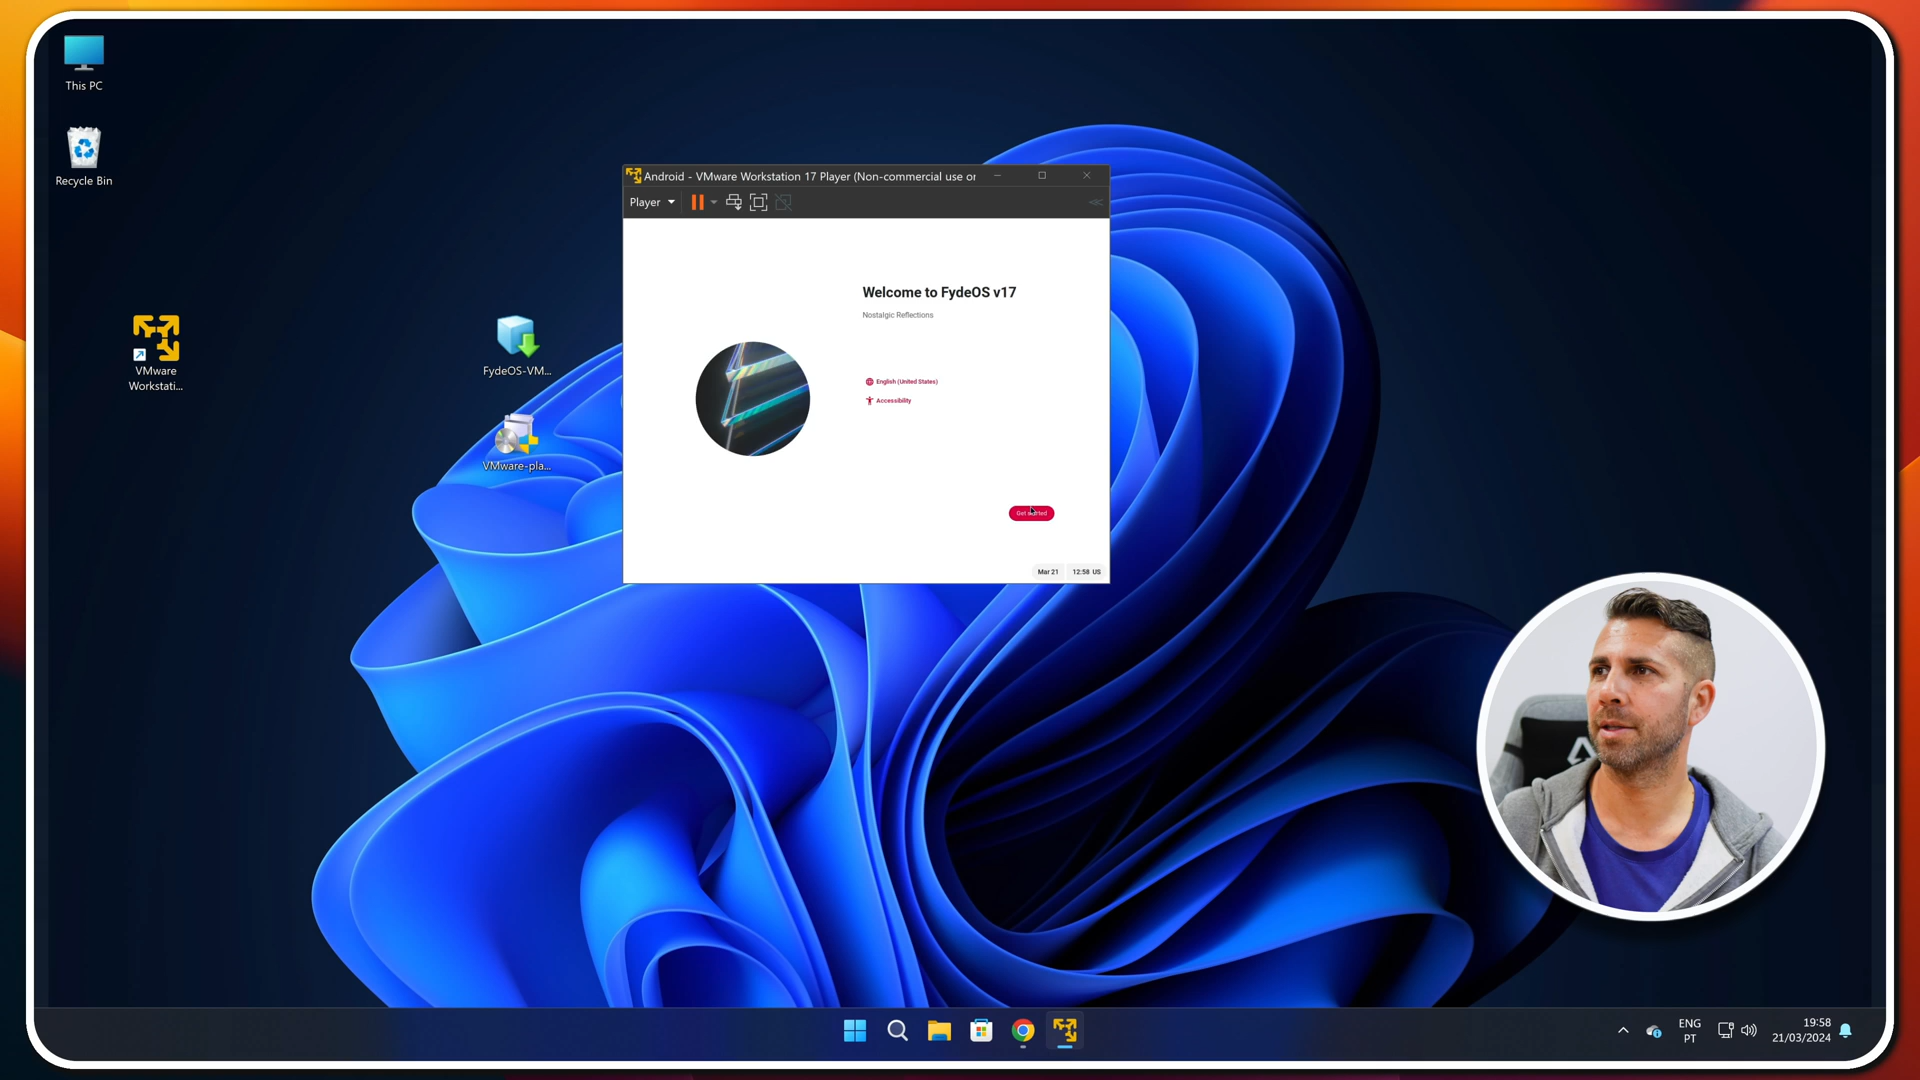 This PC
Recycle Bin
VMware
Workstati...
FydeOS-VM...
VMware-pla...
Android - VMware Workstation 17 Player (Non-commercial use or
Player
Welcome to FydeOS v17
Nostalgic Reflections
English (United States)
Accessibility
Get started
Mar 21
12:58 US
ENG
PT
19:58
21/03/2024